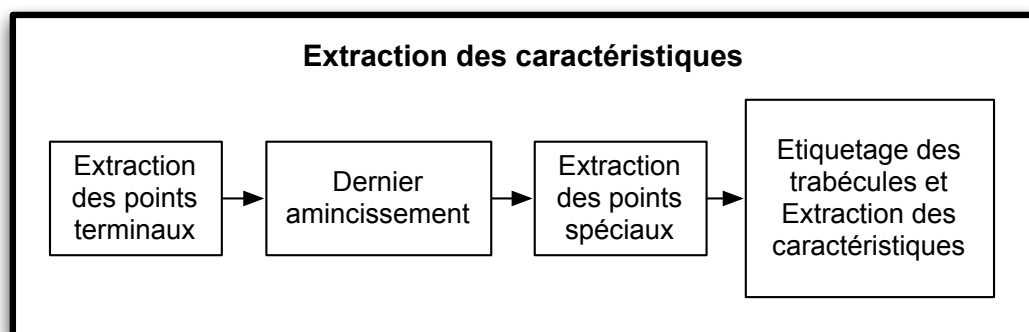 Extraction des caractéristiques
Extraction
des points
terminaux
Dernier
amincissement
Extraction
des points
spéciaux
Etiquetage des
trabécules et
Extraction des
caractéristiques